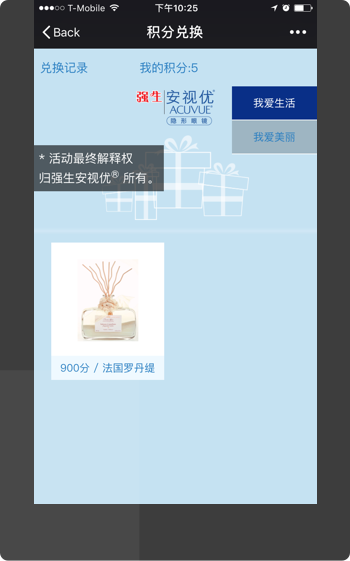 T-Mobile 下午10:25
Back 积分兑换
兑换记录 我的积分:5
强生 安视优
ACUVUE
隐形眼镜
我爱生活
我爱美丽
* 活动最终解释权
归强生安视优® 所有。
900分 / 法国罗丹缇